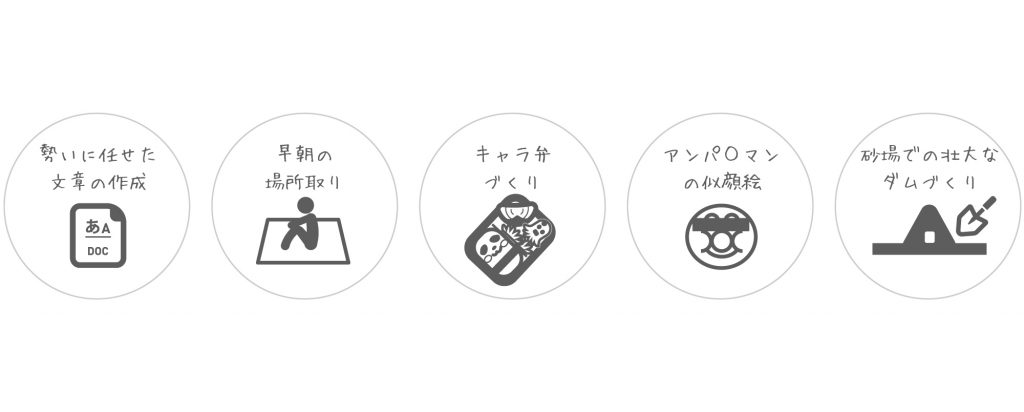 勢いに任せた
文章の作成
あA
DOC
早朝の
場所取り
キャラ弁
づくり
アンパ〇マン
の似顔絵
砂場での壮大な
ダムづくり